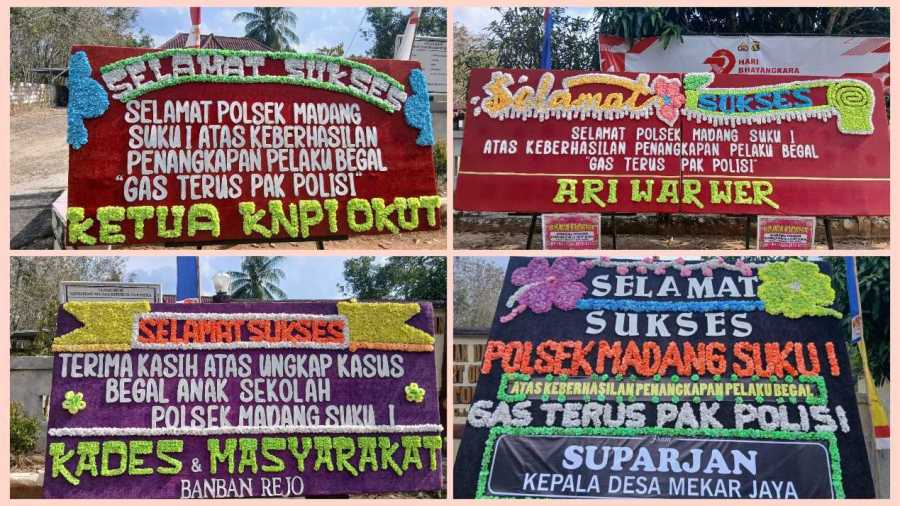 SELAMAT SUKSES
SELAMAT POLSEK MADANG
SUKU I ATAS KEBERHASILAN
PENANGKAPAN PELAKU BEGAL
"GAS TERUS PAK POLISI"
KETUA KNPI OKUT
HARI
BHAYANGKARA
Selamat SUKSES
SELAMAT POLSEK MADANG SUKU I
ATAS KEBERHASILAN PENANGKAPAN PELAKU BEGAL
"GAS TERUS PAK POLISI"
ARI WAR WER
SELAMAT SUKSES
TERIMA KASIH ATAS UNGKAP KASUS
BEGAL ANAK SEKOLAH
POLSEK MADANG SUKU I
KADES & MASYARAKAT
BANBAN REJO
SELAMAT
SUKSES
POLSEK MADANG SUKU I
ATAS KEBERHASILAN PENANGKAPAN PELAKU BEGAL
GAS TERUS PAK POLISI
SUPARJAN
KEPALA DESA MEKAR JAYA